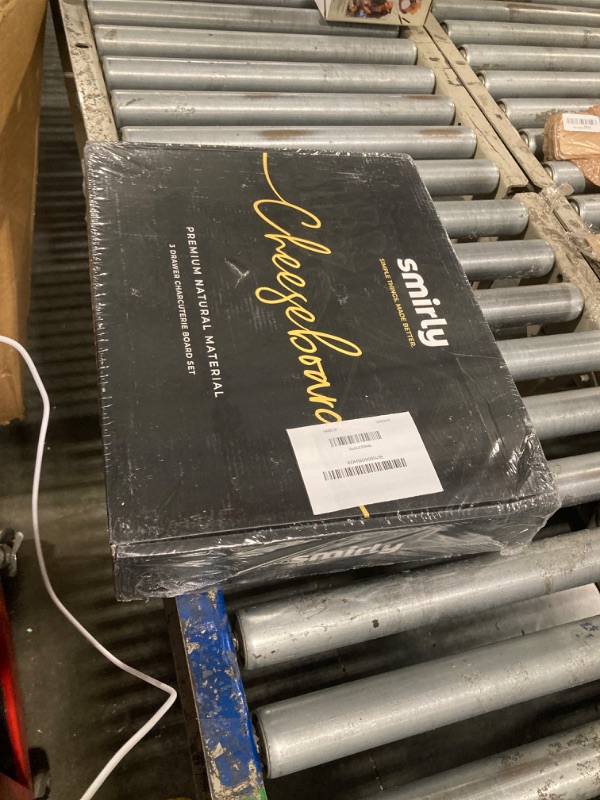 smirly
SIMPLE THINGS. MADE BETTER.
Cheeseboard
PREMIUM NATURAL MATERIAL
3 DRAWER CHARCUTERIE BOARD SET
smirly